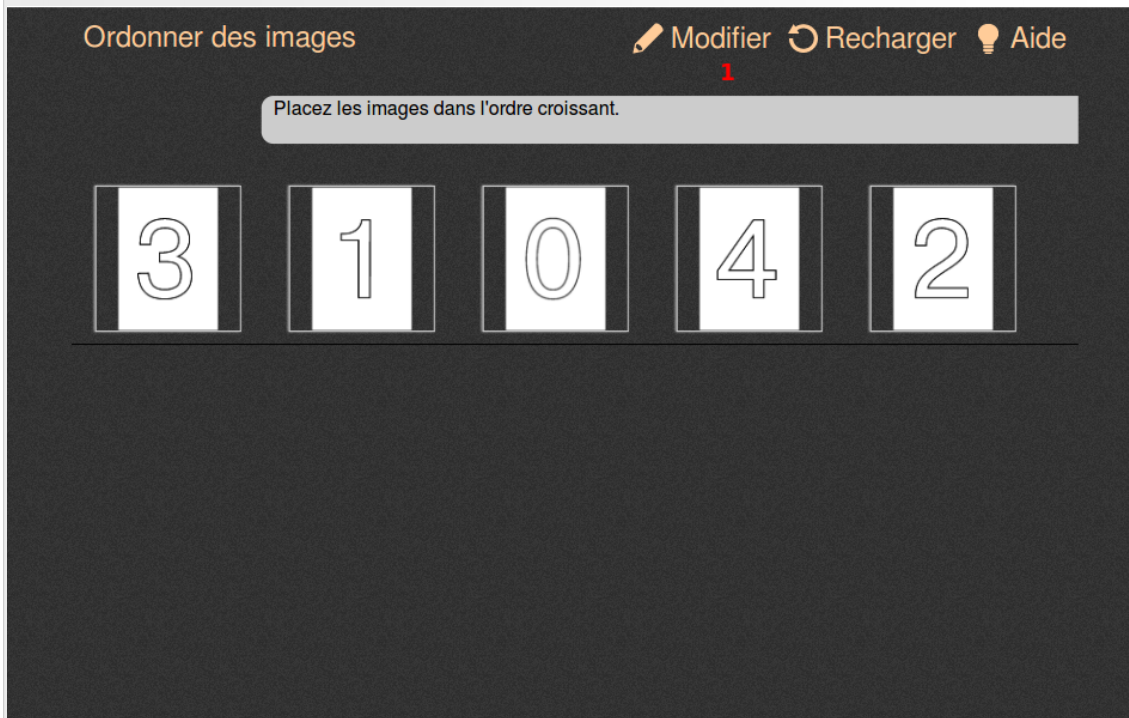 Ordonner des images Modifier Recharger Aide
1
Placez les images dans l'ordre croissant.
3 1 0 4 2